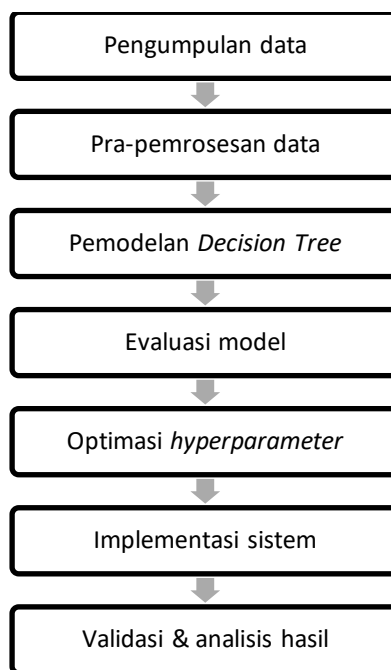 Pengumpulan data
Pra-pemrosesan data
Pemodelan Decision Tree
Evaluasi model
Optimasi hyperparameter
Implementasi sistem
Validasi & analisis hasil